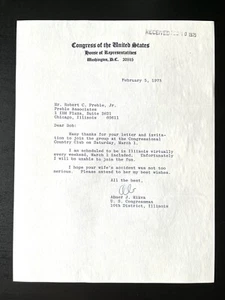 Congress of the United States
House of Representatives
Washington, D.C. 20515
RECEIVED
February 5, 1975
Mr. Robert C. Preble, Jr.
Preble Associates
1 IBM Plaza, Suite
Chicago, Illinois 60611
Dear Bob:
Many thanks for your letter and invita-
tion to join the group at the Congressional
Country Club on Saturday, March 1.
I am scheduled to be in Illinois virtually
every weekend, March 1 included. Unfortunately
I will be unable to join the fun.
I hope your wife's accident was not too
serious. Please extend to her my best wishes.
All the best,
Abner J. Mikva
U. S. Congressman
10th District, Illinois